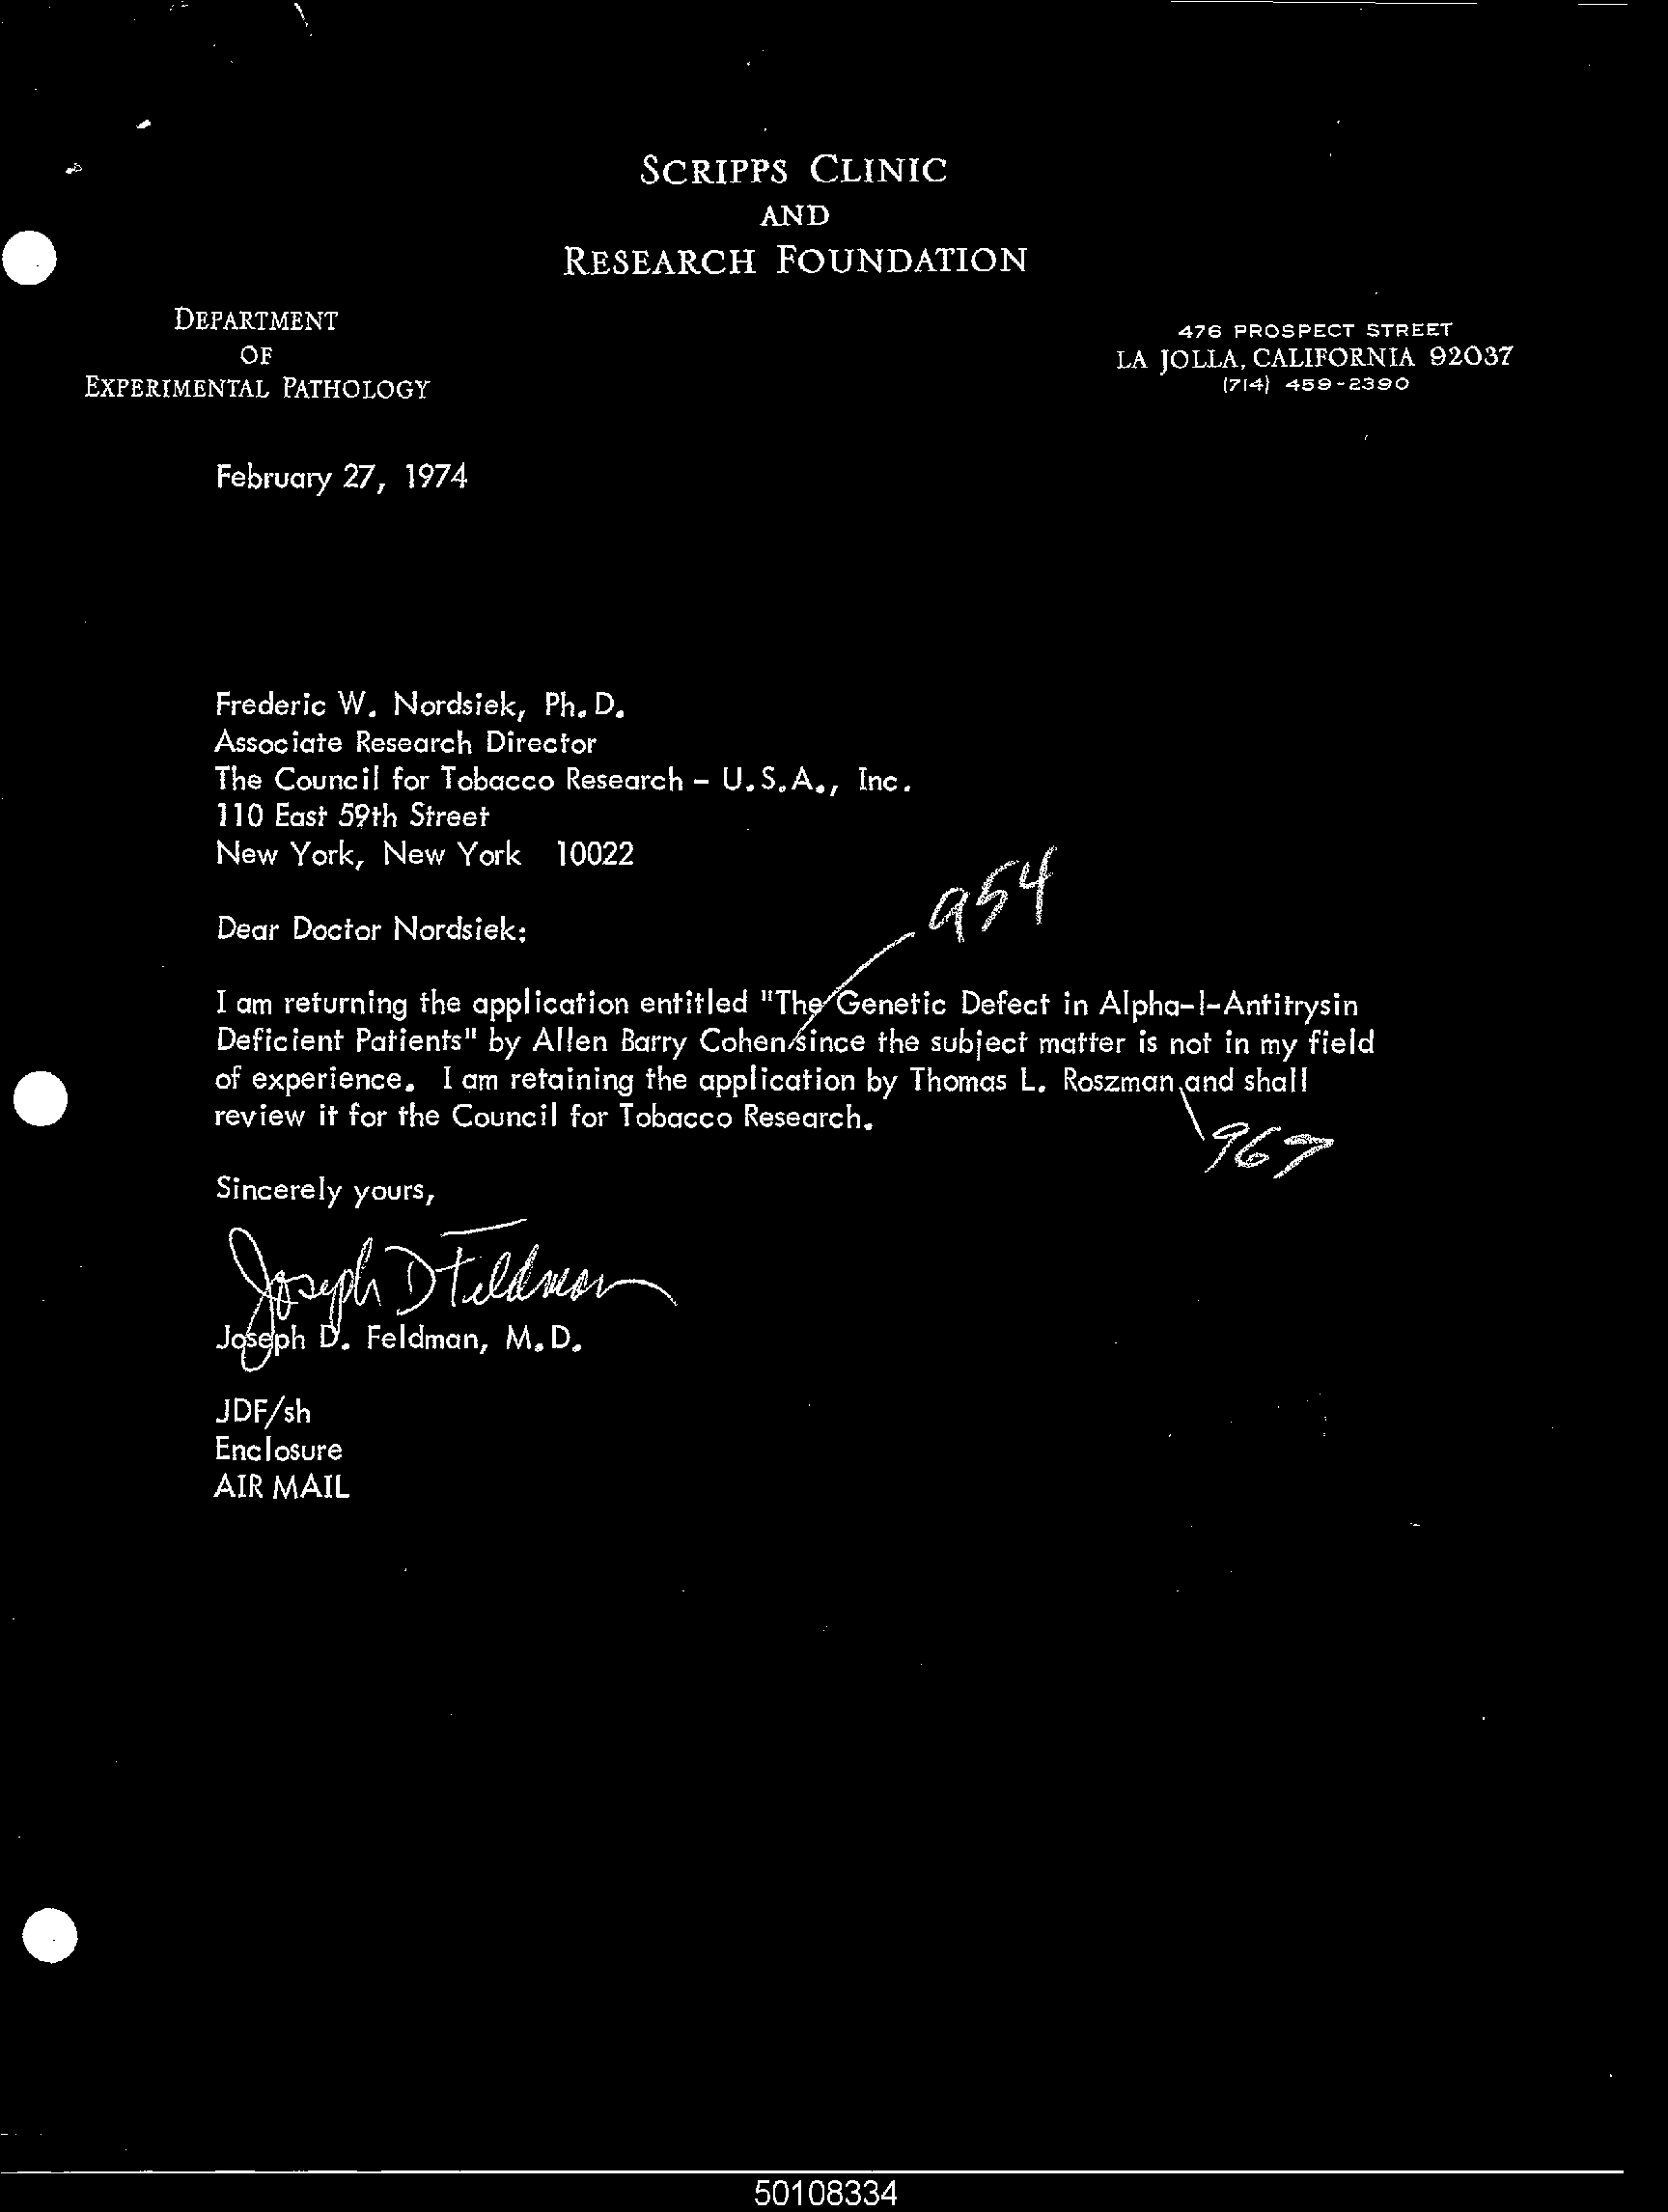 SCRIPPS CLINIC
AND
RESEARCH FOUNDATION
DEPARTMENT
OF
EXPERIMENTAL PATHOLOGY
476 PROSPECT STREET
LA JOLLA, CALIFORNIA 92037
(714) 459-2390
February 27, 1974
Frederic W. Nordsiek, Ph.D.
Associate Research Director
The Council for Tobacco Research - U.S.A., Inc.
110 East 59th Street
New York, New York 10022
954
Dear Doctor Nordsiek:
I am returning the application entitled "The Genetic Defect in Alpha-1-Antitrysin
Deficient Patients" by Allen Barry Cohen since the subject matter is not in my field
of experience. I am retaining the application by Thomas L. Roszman and shall
review it for the Council for Tobacco Research.
967
Sincerely yours,
Joseph D Feldman
Joseph D. Feldman, M.D.
JDF/sh
Enclosure
AIR MAIL
50108334